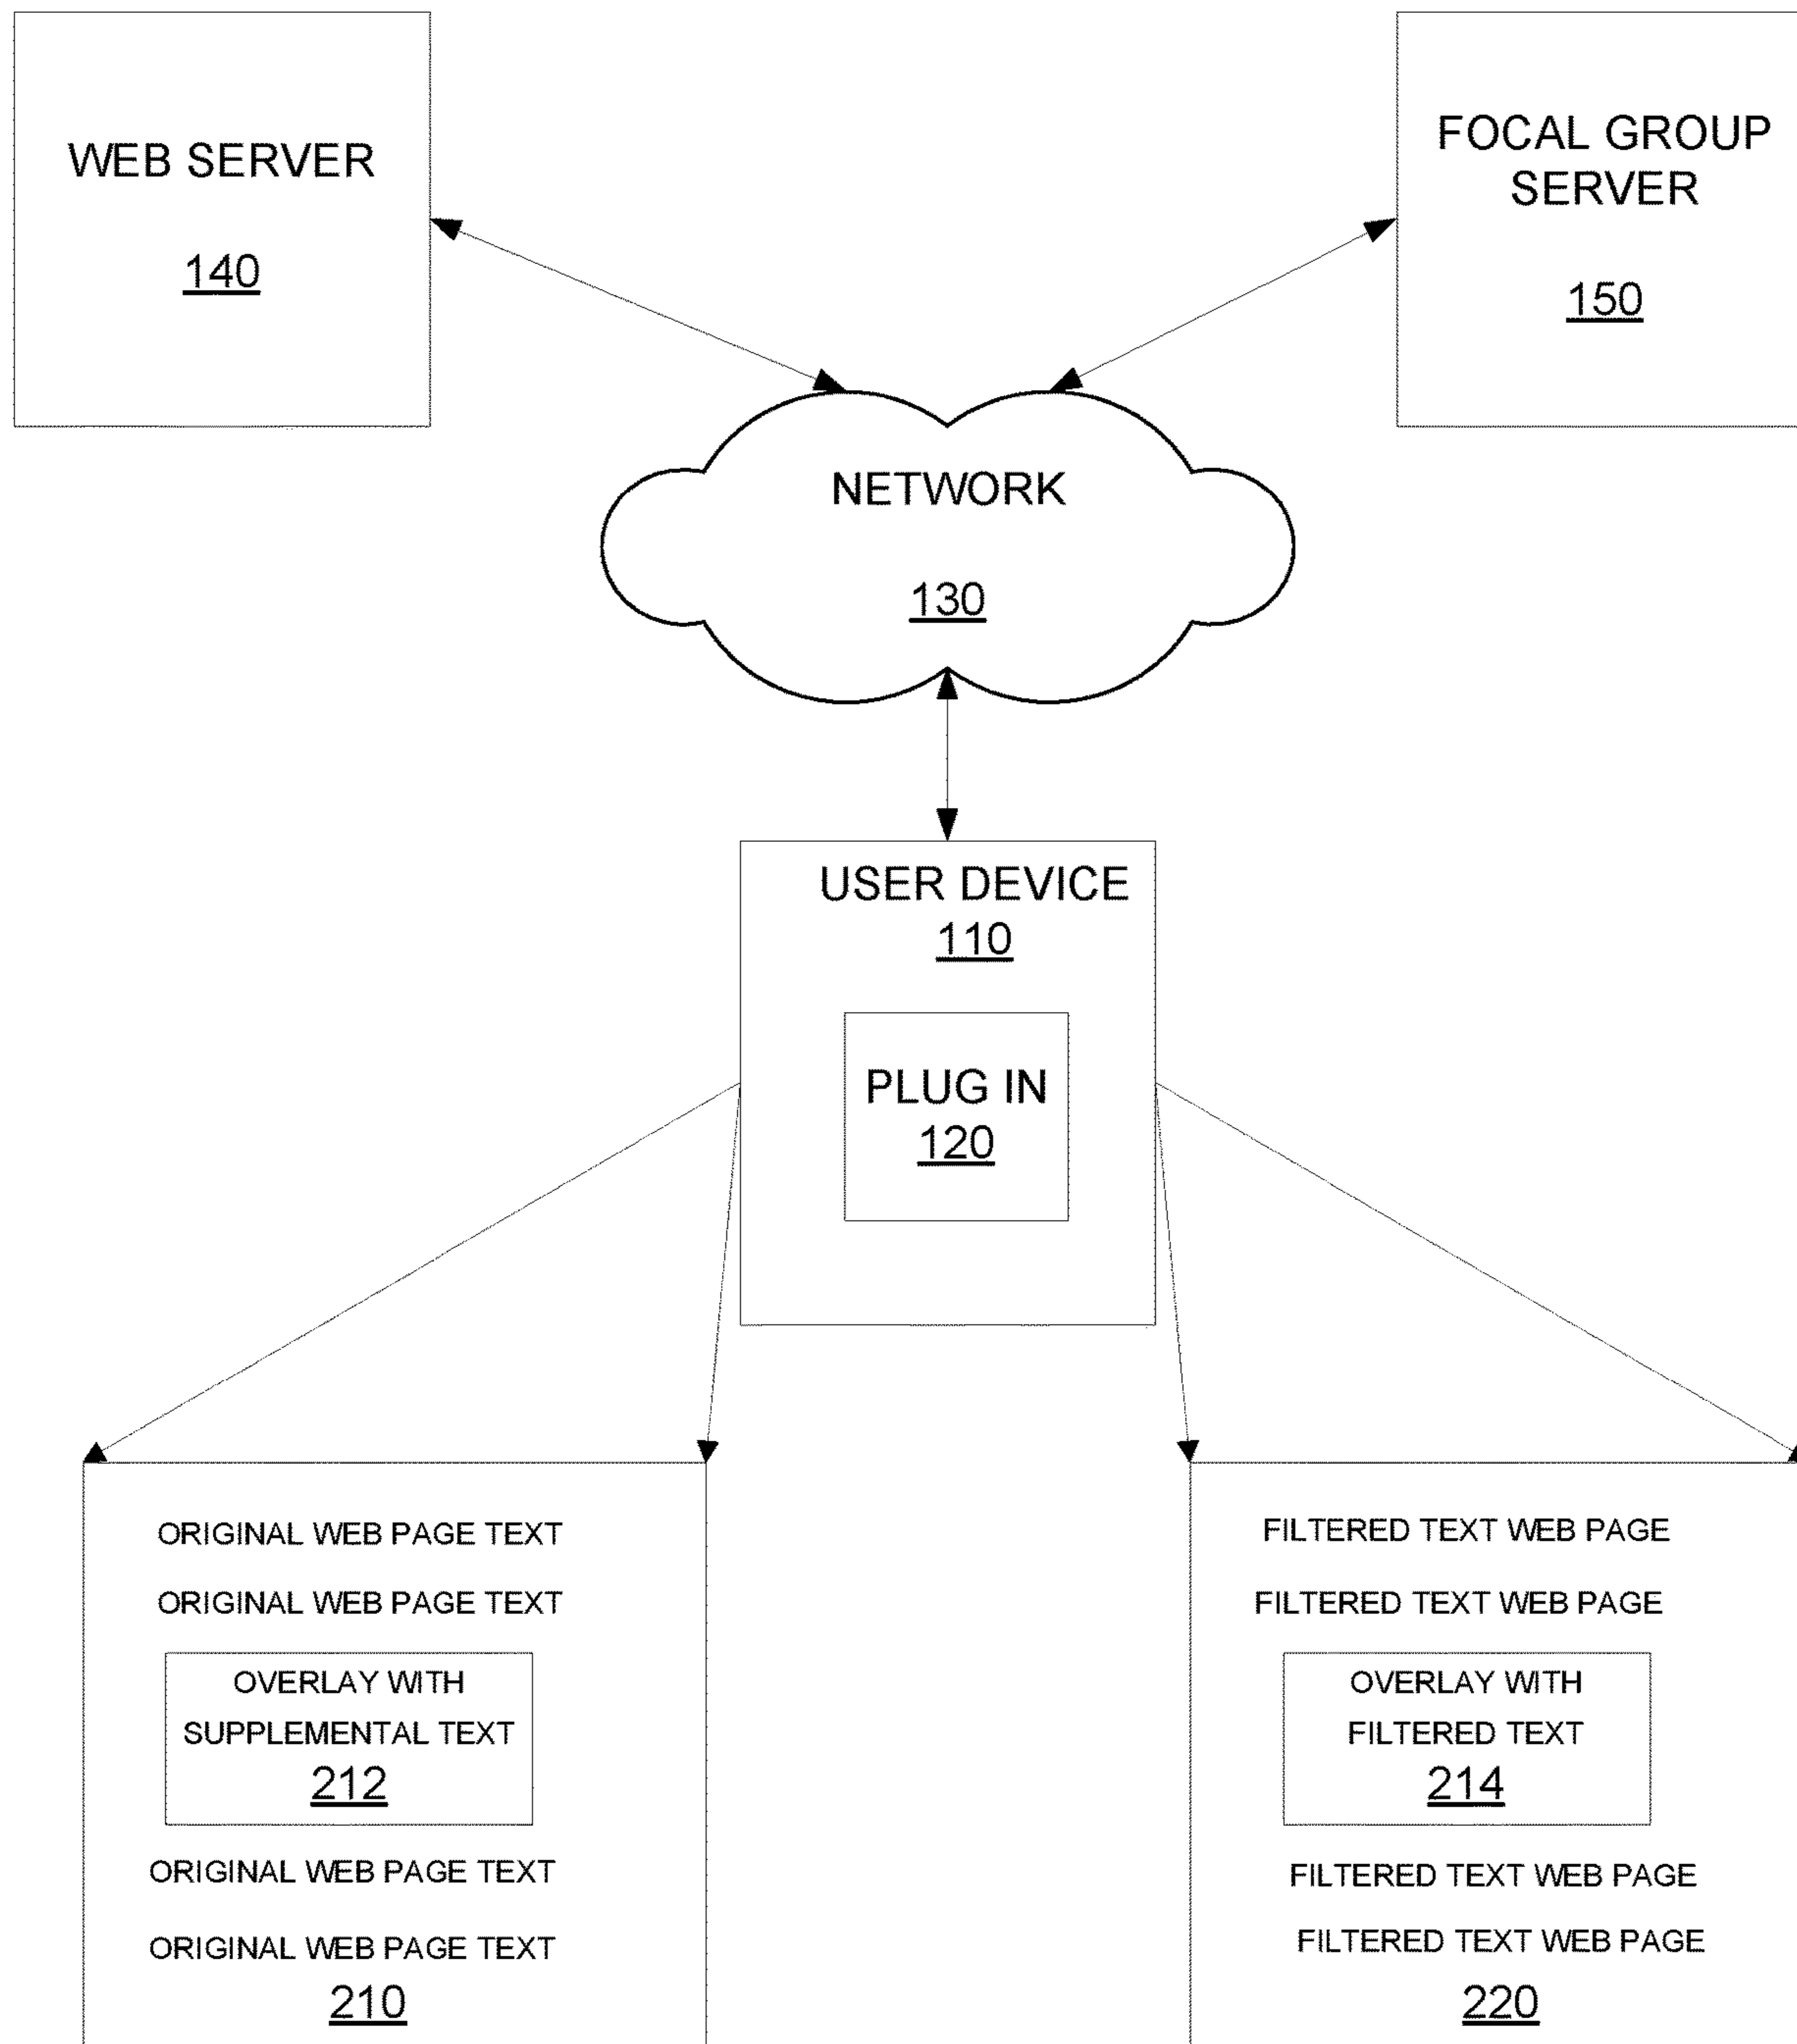 WEB SERVER
140
FOCAL GROUP
SERVER
150
NETWORK
130
USER DEVICE
110
PLUG IN
120
ORIGINAL WEB PAGE TEXT
ORIGINAL WEB PAGE TEXT
OVERLAY WITH
SUPPLEMENTAL TEXT
212
ORIGINAL WEB PAGE TEXT
ORIGINAL WEB PAGE TEXT
210
FILTERED TEXT WEB PAGE
FILTERED TEXT WEB PAGE
OVERLAY WITH
FILTERED TEXT
214
FILTERED TEXT WEB PAGE
FILTERED TEXT WEB PAGE
220